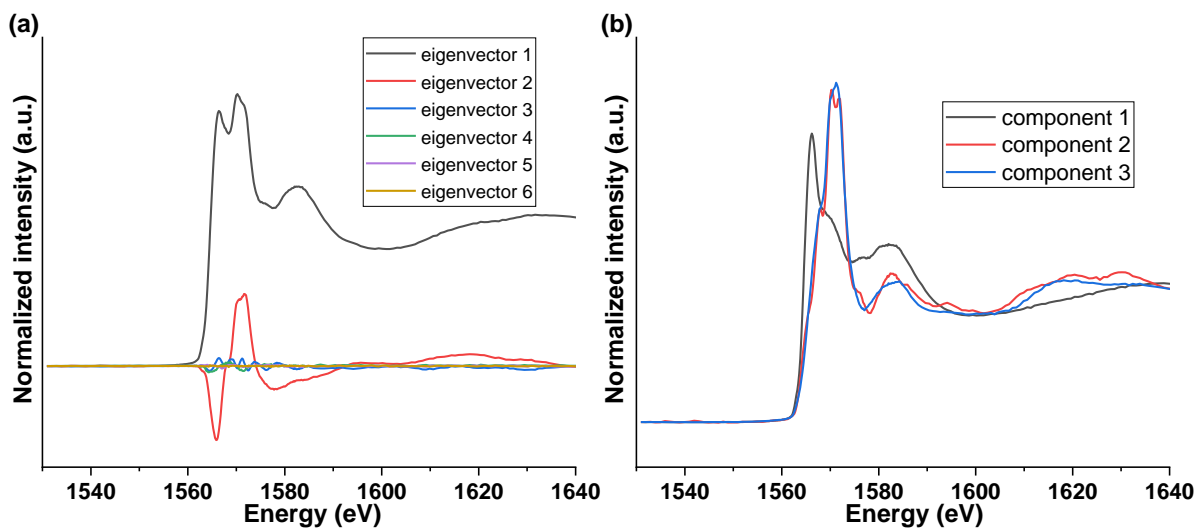 (a)
Normalized intensity (a.u.)
eigenvector 1
eigenvector 2
eigenvector 3
eigenvector 4
eigenvector 5
eigenvector 6
1540 1560 1580 1600 1620 1640
Energy (eV)
(b)
Normalized intensity (a.u.)
component 1
component 2
component 3
1540 1560 1580 1600 1620 1640
Energy (eV)